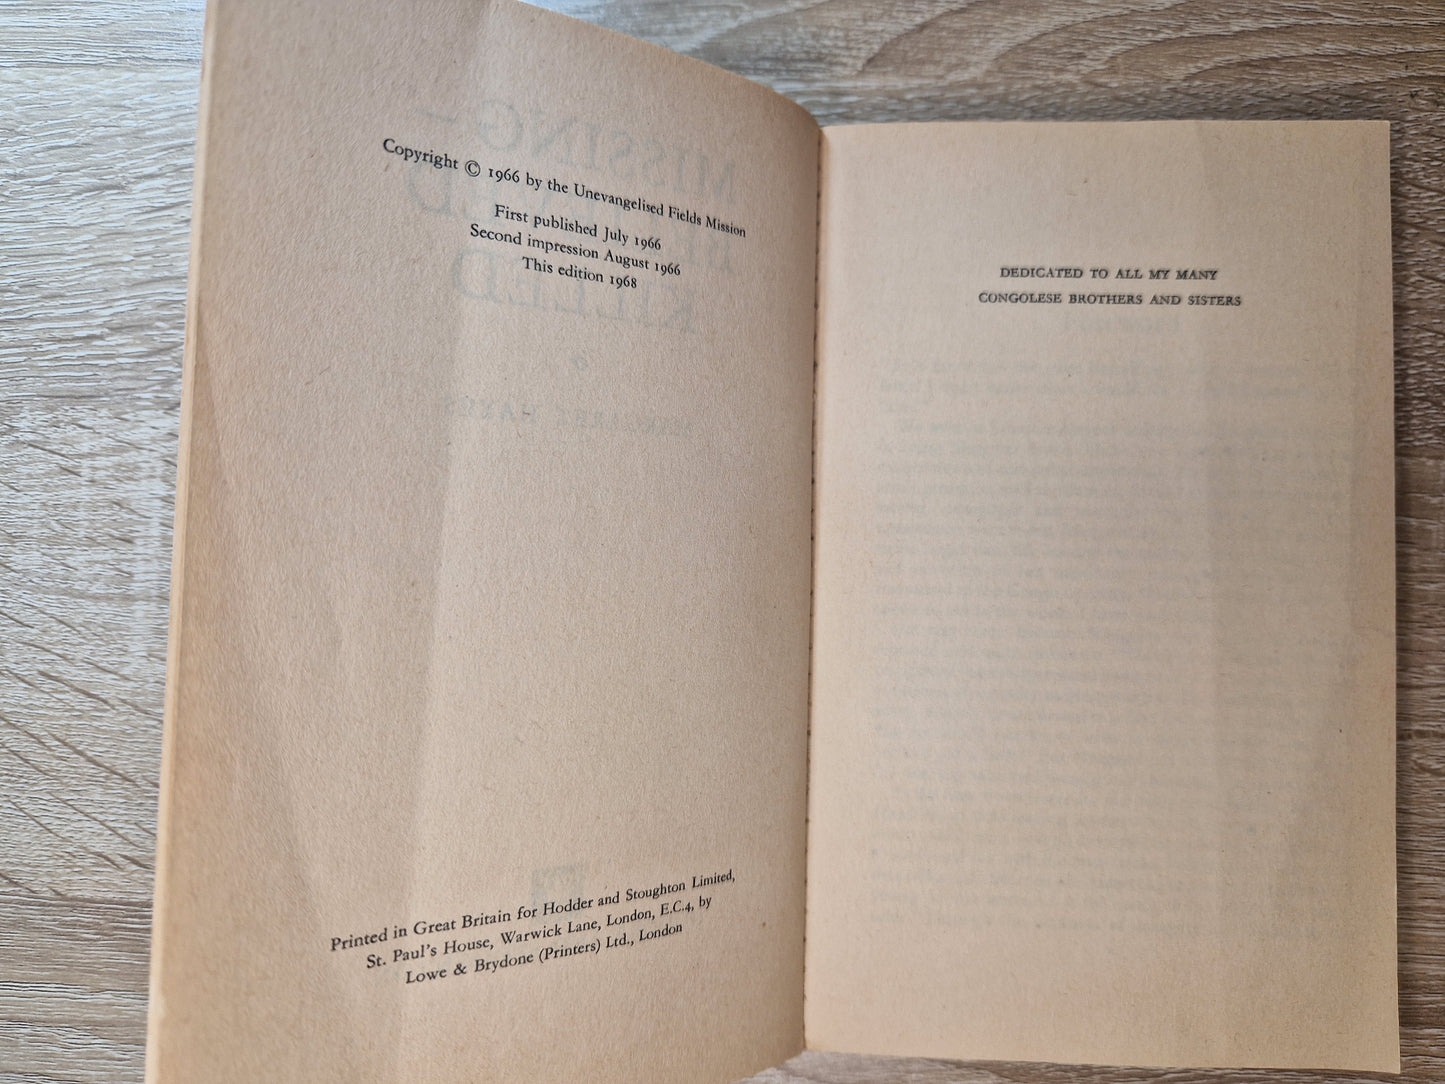 Copyright © 1966 by the Unevangelised Fields Mission
First published July 1966
Second impression August 1966
This edition 1968
Printed in Great Britain for Hodder and Stoughton Limited,
St. Paul's House, Warwick Lane, London, E.C.4, by
Lowe & Brydone (Printers) Ltd., London
DEDICATED TO ALL MY MANY
CONGOLESE BROTHERS AND SISTERS